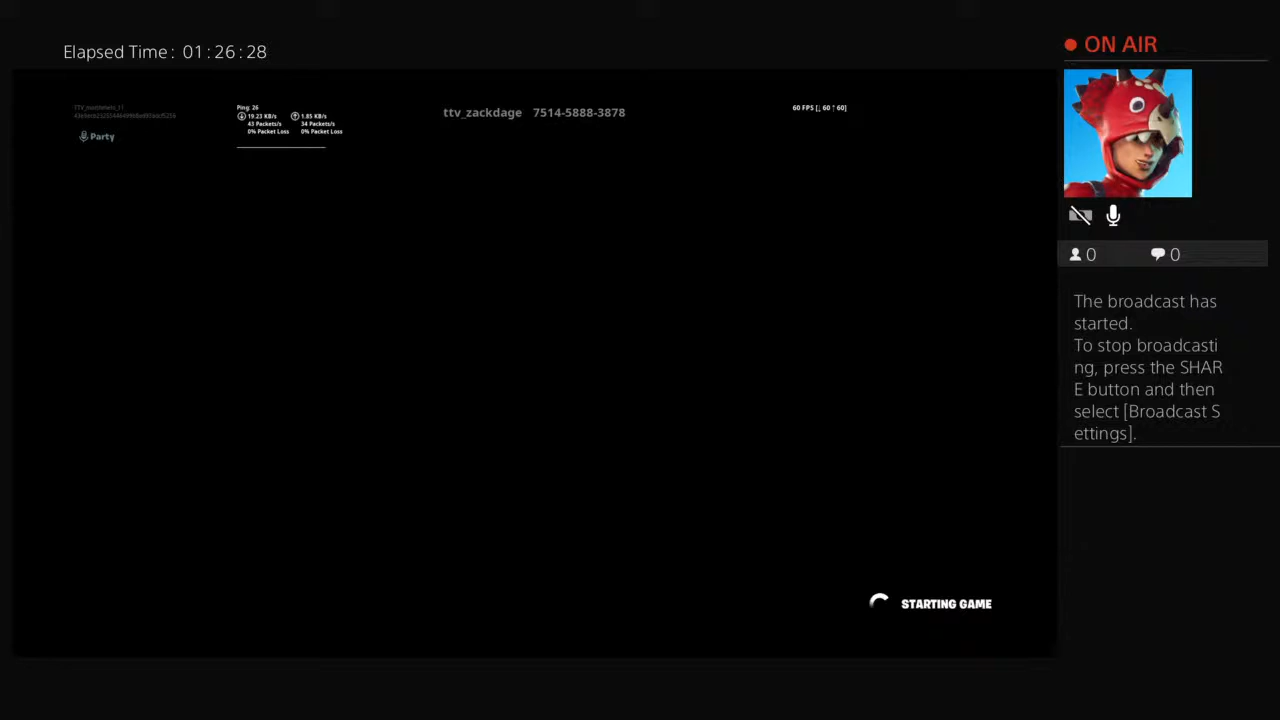 Elapsed Time: 01:26:28
ON AIR
Party
Ping: 26
19.23 KB/s 1.85 KB/s
43 Packets/s 34 Packets/s
0% Packet Loss 0% Packet Loss
ttv_zackdage 7514-5888-3878
60 FPS
0 0
The broadcast has
started.
To stop broadcasti
ng, press the SHAR
E button and then
select [Broadcast S
ettings].
STARTING GAME